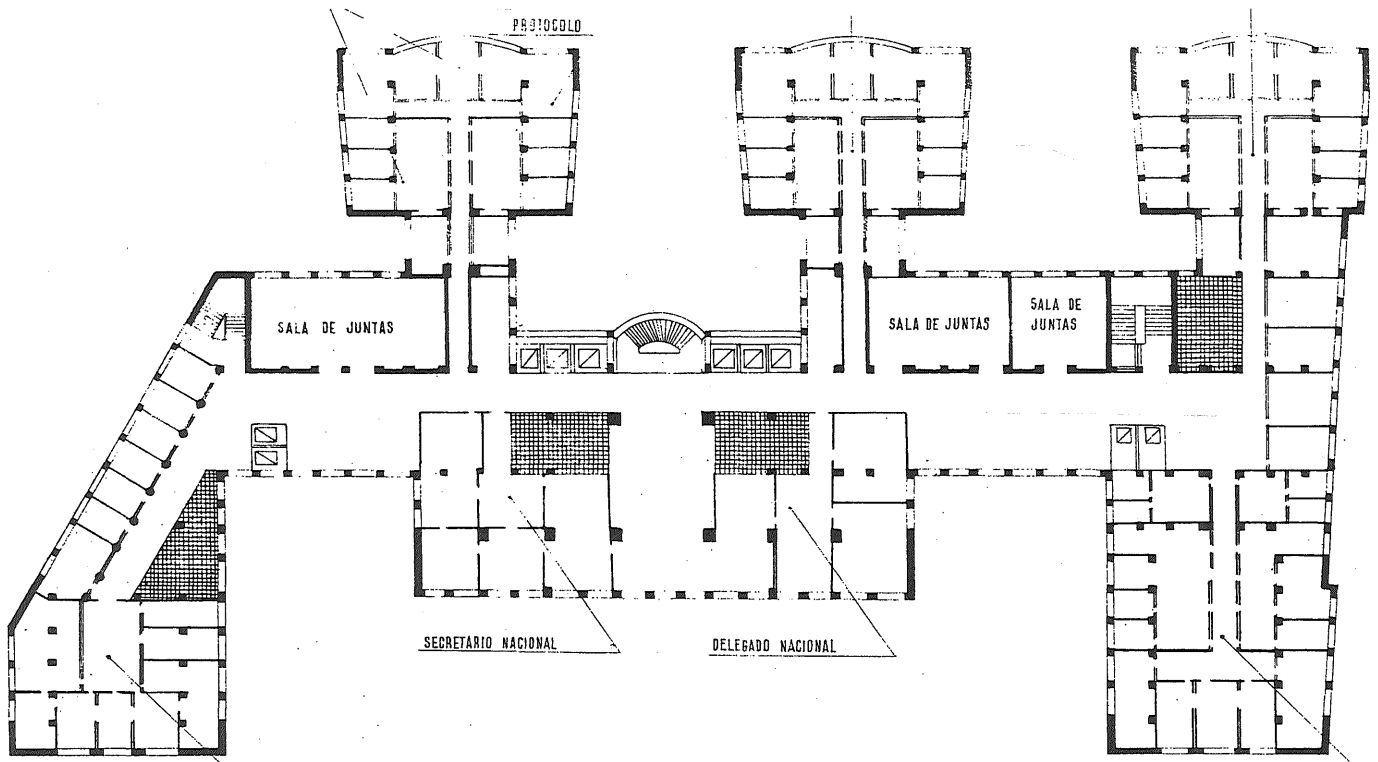 PROTOCOLO
SALA DE JUNTAS
SALA DE JUNTAS
SALA DE
JUNTAS
SECRETARIO NACIONAL
DELEGADO NACIONAL